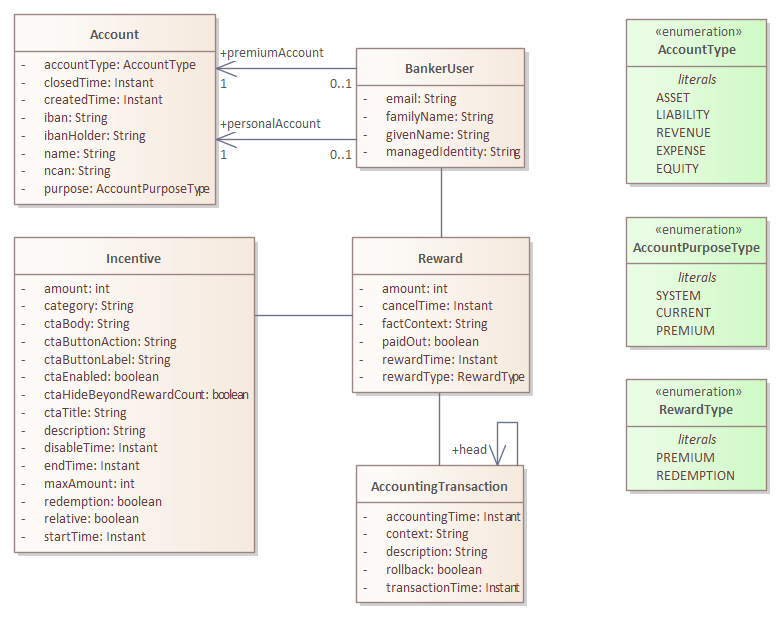 Account
- accountType: AccountType
- closedTime: Instant
- createdTime: Instant
- iban: String
- ibanHolder: String
- name: String
- ncan: String
- purpose: AccountPurposeType
+premiumAccount
1
0..1
+personalAccount
1
0..1
BankerUser
- email: String
- familyName: String
- givenName: String
- managedIdentity: String
«enumeration»
AccountType
literals
ASSET
LIABILITY
REVENUE
EXPENSE
EQUITY
Incentive
- amount: int
- category: String
- ctaBody: String
- ctaButtonAction: String
- ctaButtonLabel: String
- ctaEnabled: boolean
- ctaHideBeyondRewardCount: boolean
- ctaTitle: String
- description: String
- disableTime: Instant
- endTime: Instant
- maxAmount: int
- redemption: boolean
- relative: boolean
- startTime: Instant
Reward
- amount: int
- cancelTime: Instant
- factContext: String
- paidOut: boolean
- rewardTime: Instant
- rewardType: RewardType
«enumeration»
AccountPurposeType
literals
SYSTEM
CURRENT
PREMIUM
«enumeration»
RewardType
literals
PREMIUM
REDEMPTION
+head
AccountingTransaction
- accountingTime: Instant
- context: String
- description: String
- rollback: boolean
- transactionTime: Instant